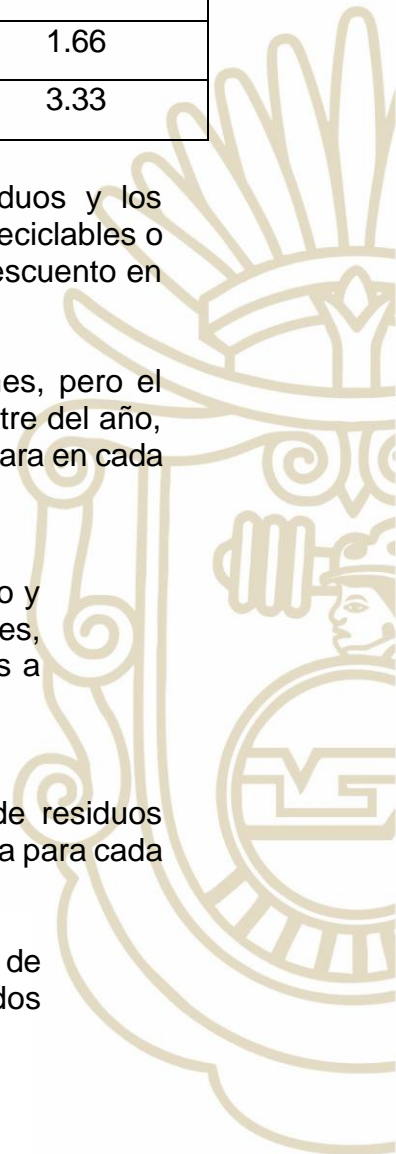 1.66
3.33
duos y los
eciclables o
escuento en
nes, pero el
tre del año,
ara en cada
o y
es,
s a
de residuos
a para cada
de
dos